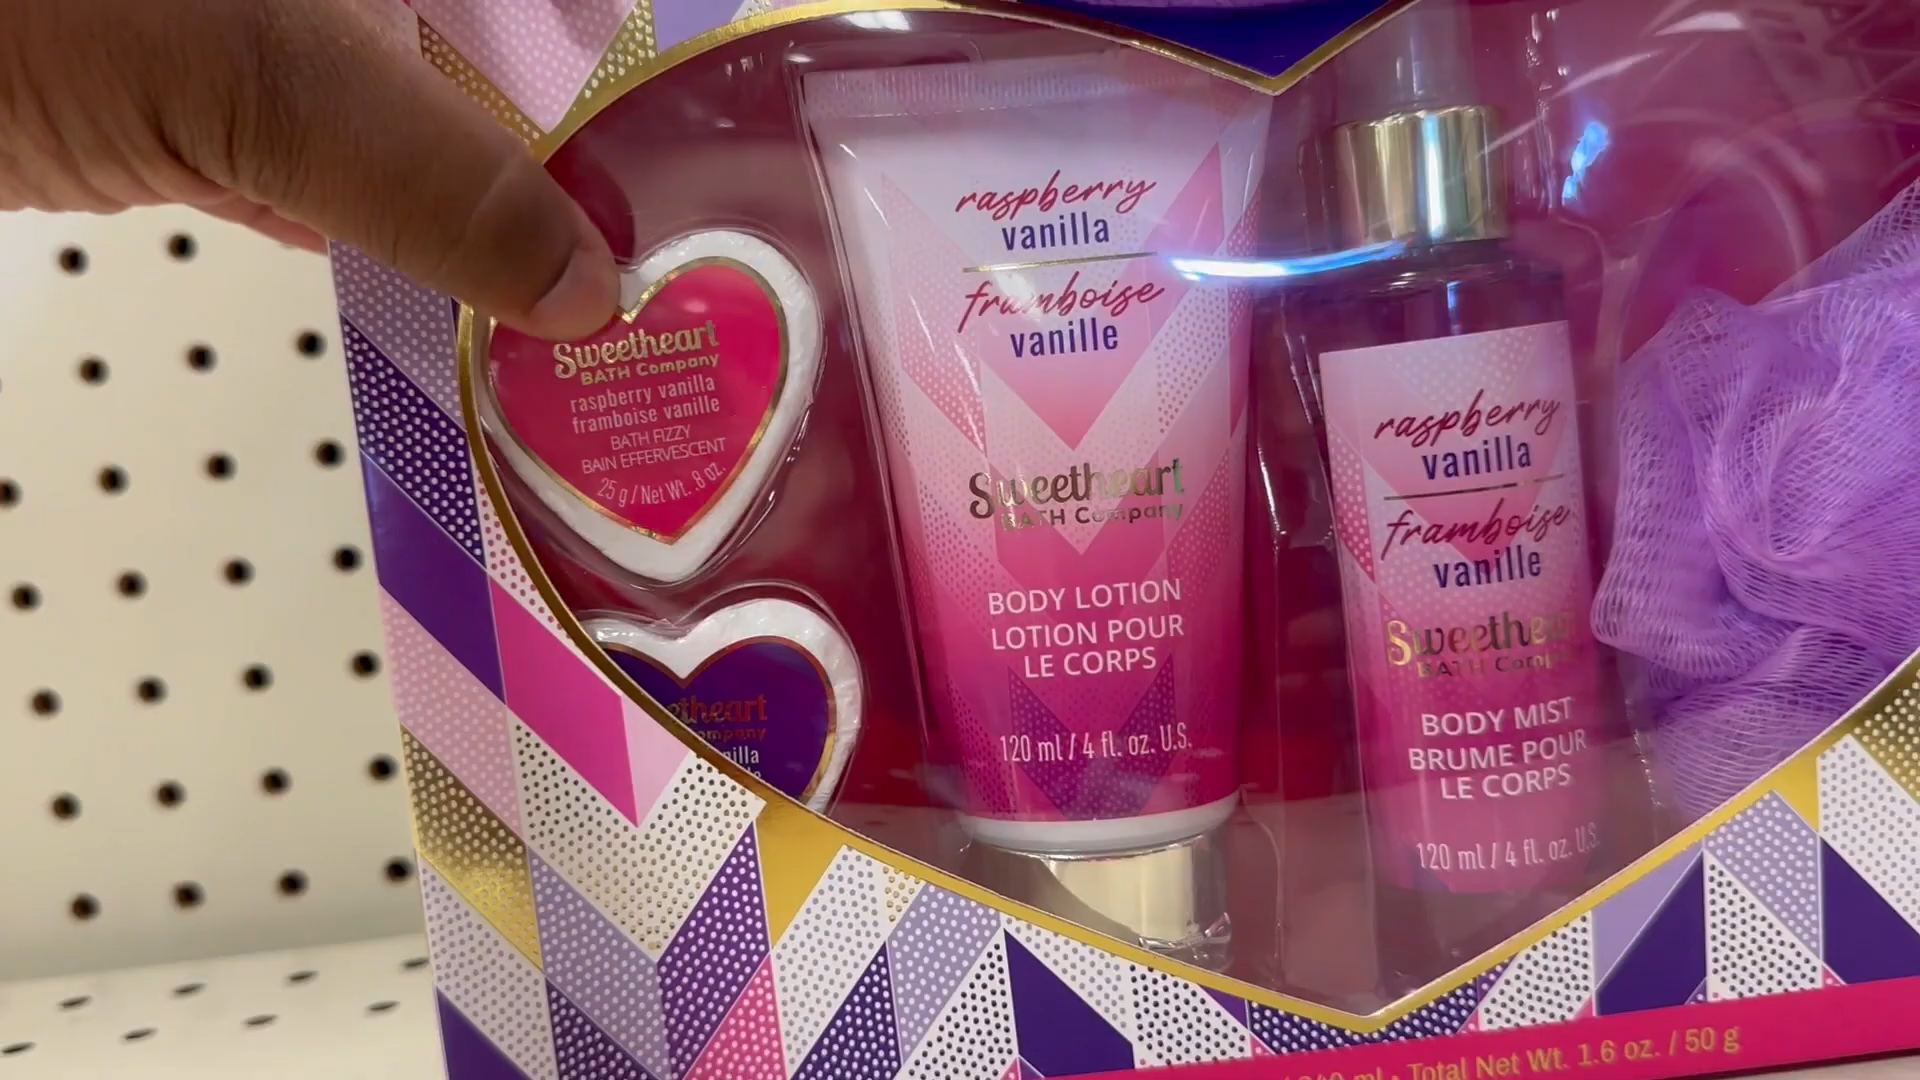 Sweetheart
BATH Company
raspberry vanilla
framboise vanille
BATH FIZZY
BAIN EFFERVESCENT
25 g / Net Wt. .8 oz.
raspberry
vanilla
framboise
vanille
Sweetheart
BATH Company
BODY LOTION
LOTION POUR
LE CORPS
120 ml / 4 fl. oz. U.S.
raspberry
vanilla
framboise
vanille
BATH
BODY MIST
BRUME POUR
LE CORPS
120 ml / 4 fl. oz. U.S.
ml • Total Net Wt. 1.6 oz. / 50 g